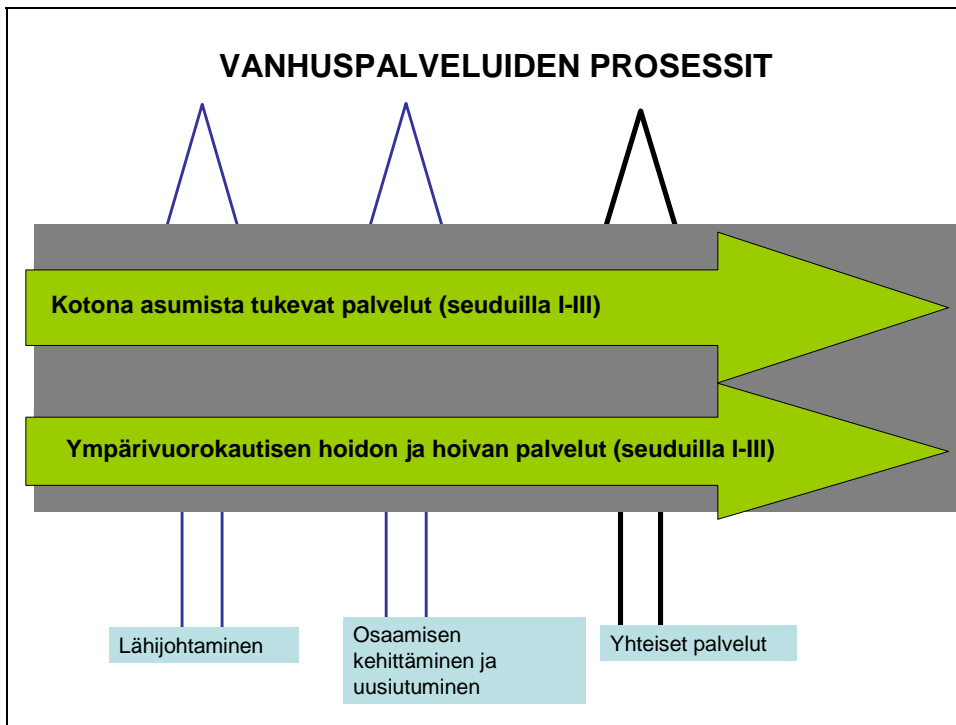 VANHUSPALVELUIDEN PROSESSIT
Kotona asumista tukevat palvelut (seuduilla I-III)
Ympärivuorokautisen hoidon ja hoivan palvelut (seuduilla I-III)
Lähijohtaminen
Osaamisen
kehittäminen ja
uusiutuminen
Yhteiset palvelut